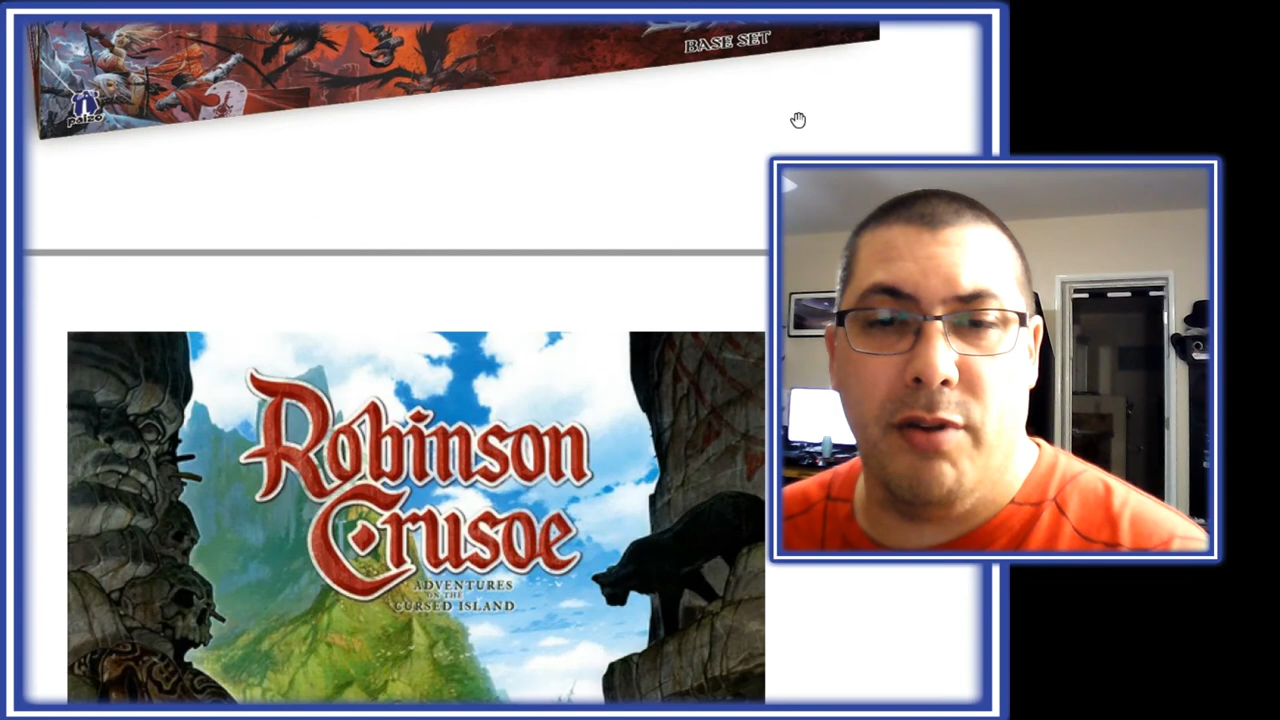 BASE SET
paizo
Robinson
Crusoe
ADVENTURES
ON THE
CURSED ISLAND